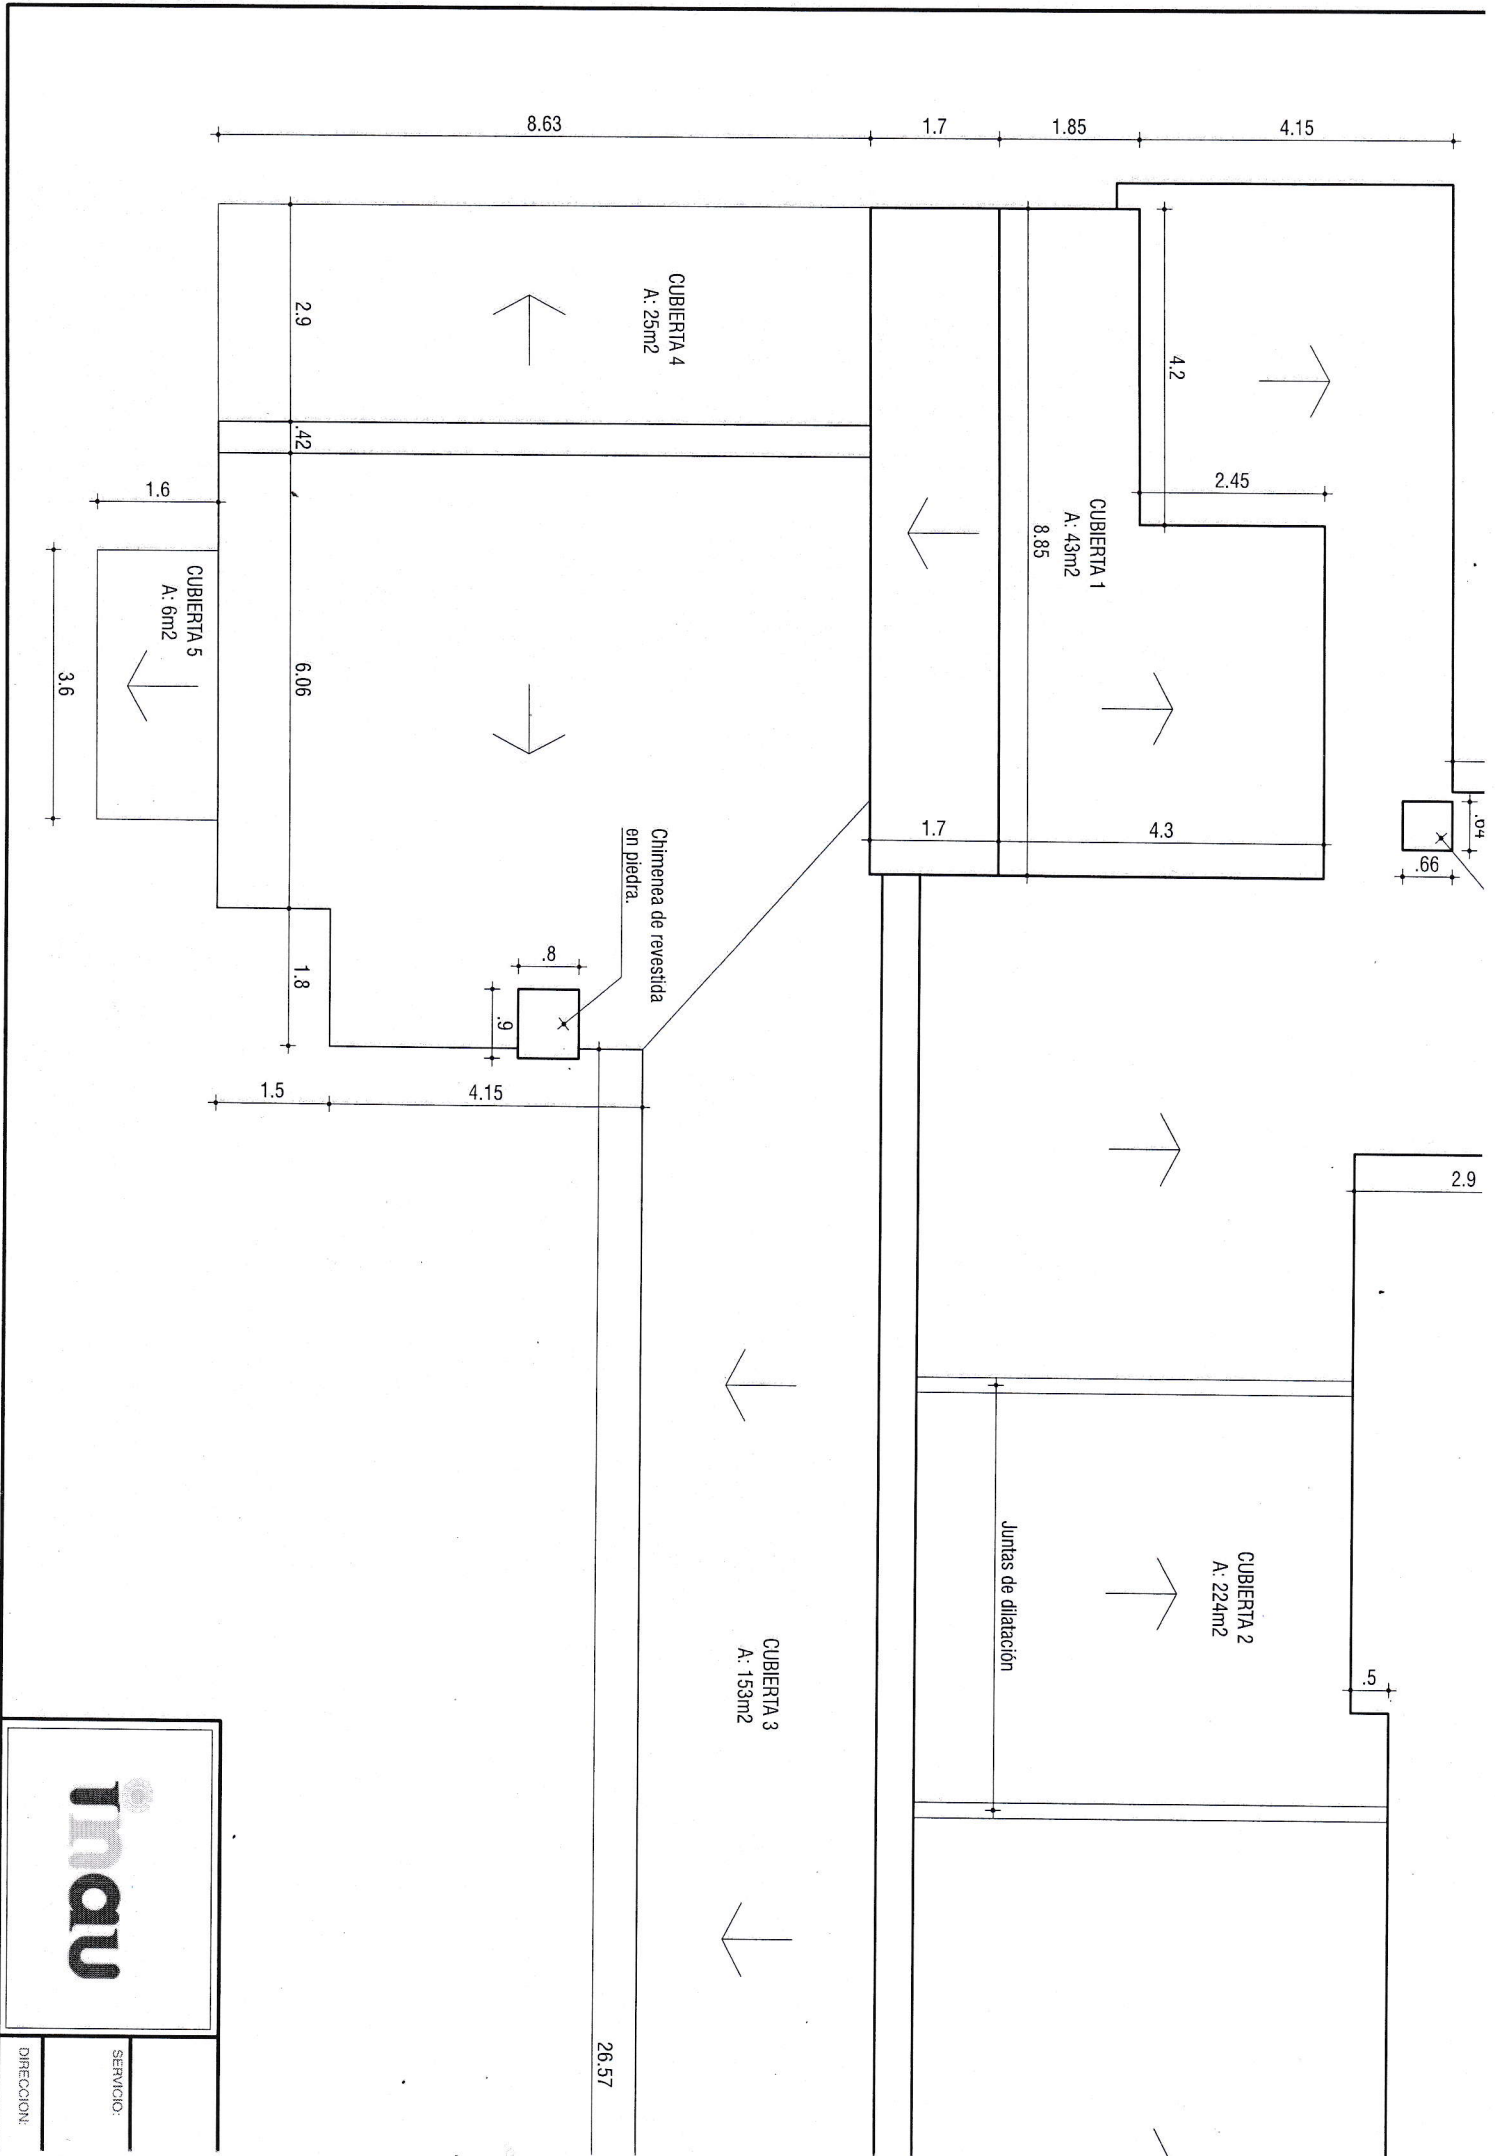 8.63
1.7
1.85
4.15
CUBIERTA 4
A: 25m2
2.9
.42
4.2
2.45
CUBIERTA 1
A: 43m2
8.85
1.6
CUBIERTA 5
A: 6m2
3.6
6.06
1.7
4.3
.66
Chimenea de revestida
en piedra.
.8
.9
1.8
1.5
4.15
2.9
Juntas de dilatación
CUBIERTA 2
A: 224m2
.5
CUBIERTA 3
A: 153m2
26.57
inau
SERVICIO:
DIRECCION: